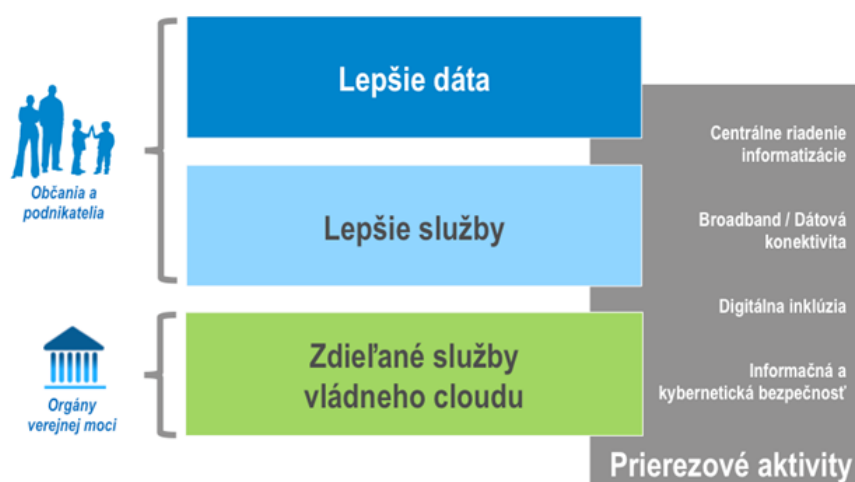 Lepšie dáta
Občania a
podnikatelia
Lepšie služby
Orgány
verejnej moci
Zdieľané služby
vládneho cloudu
Centrálne riadenie
informatizácie
Broadband / Dátová
konektivita
Digitálna inklúzia
Informačná a
kybernetická bezpečnosť
Prierezové aktivity